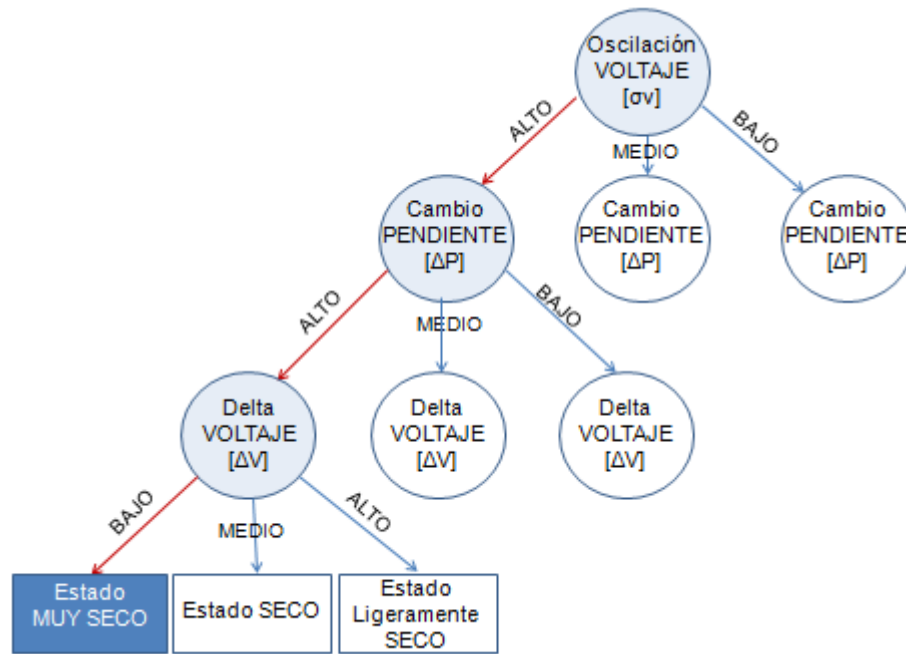 Oscilación
VOLTAJE
[σv]
ALTO
MEDIO
BAJO
Cambio
PENDIENTE
[ΔP]
Cambio
PENDIENTE
[ΔP]
Cambio
PENDIENTE
[ΔP]
ALTO
MEDIO
BAJO
Delta
VOLTAJE
[ΔV]
Delta
VOLTAJE
[ΔV]
Delta
VOLTAJE
[ΔV]
BAJO
MEDIO
ALTO
Estado
MUY SECO
Estado SECO
Estado
Ligeramente
SECO